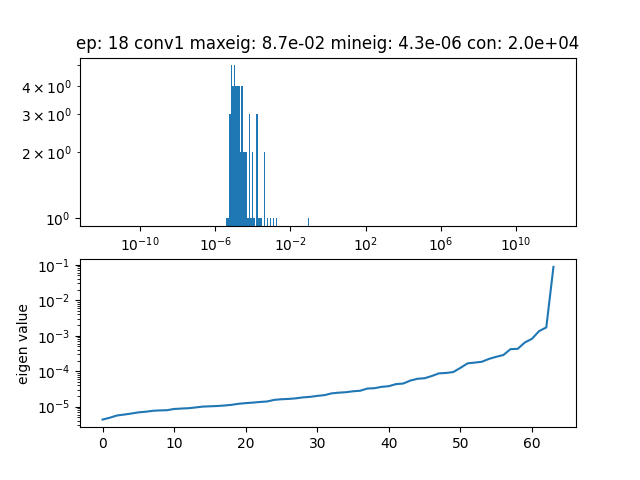 ep: 18 conv1 maxeig: 8.7e-02 mineig: 4.3e-06 con: 2.0e+04
4 × 10⁰
3 × 10⁰
2 × 10⁰
10⁰
10⁻¹⁰ 10⁻⁶ 10⁻² 10² 10⁶ 10¹⁰
10⁻¹
10⁻²
10⁻³
10⁻⁴
10⁻⁵
eigen value
0 10 20 30 40 50 60